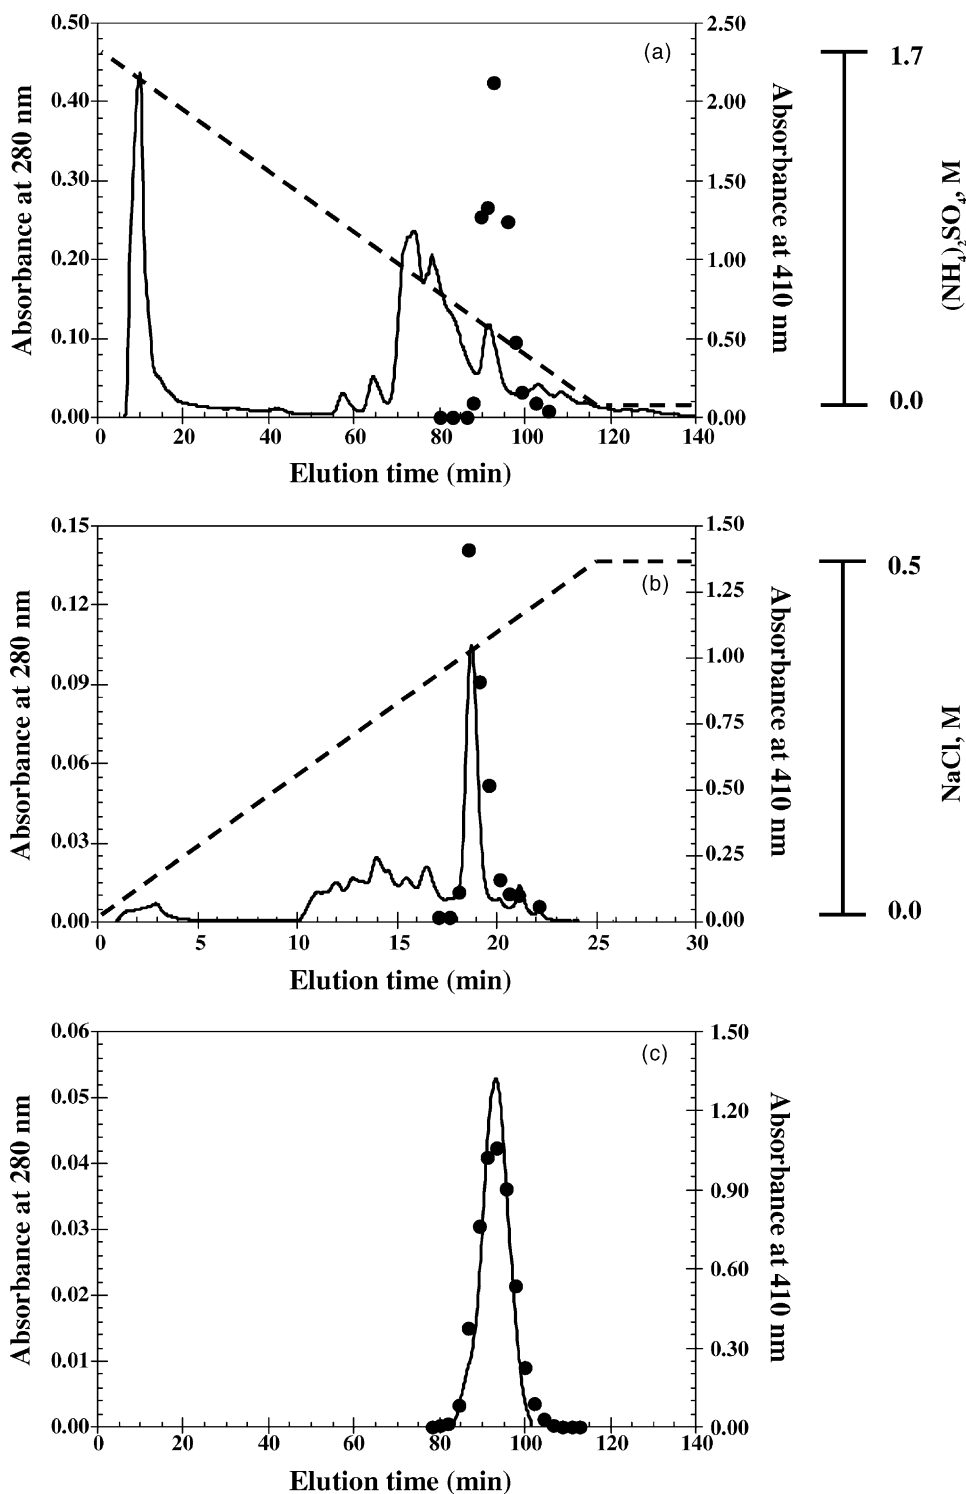 (a)
Absorbance at 280 nm
0.50
0.40
0.30
0.20
0.10
0.00
2.50
2.00
1.50
1.00
0.50
0.00
Absorbance at 410 nm
1.7
0.0
(NH4)2SO4, M
0 20 40 60 80 100 120 140
Elution time (min)
(b)
Absorbance at 280 nm
0.15
0.12
0.09
0.06
0.03
0.00
1.50
1.25
1.00
0.75
0.50
0.25
0.00
Absorbance at 410 nm
0.5
0.0
NaCl, M
0 5 10 15 20 25 30
Elution time (min)
(c)
Absorbance at 280 nm
0.06
0.05
0.04
0.03
0.02
0.01
0.00
1.50
1.20
0.90
0.60
0.30
0.00
Absorbance at 410 nm
0 20 40 60 80 100 120 140
Elution time (min)